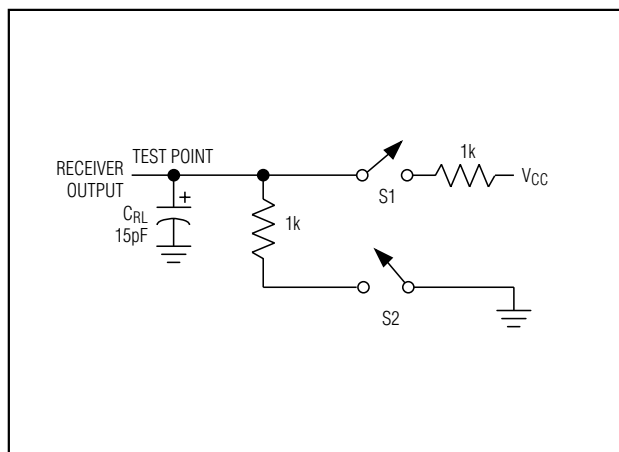 RECEIVER
OUTPUT
TEST POINT
+
CRL
15pF
1k
S1
1k
VCC
S2